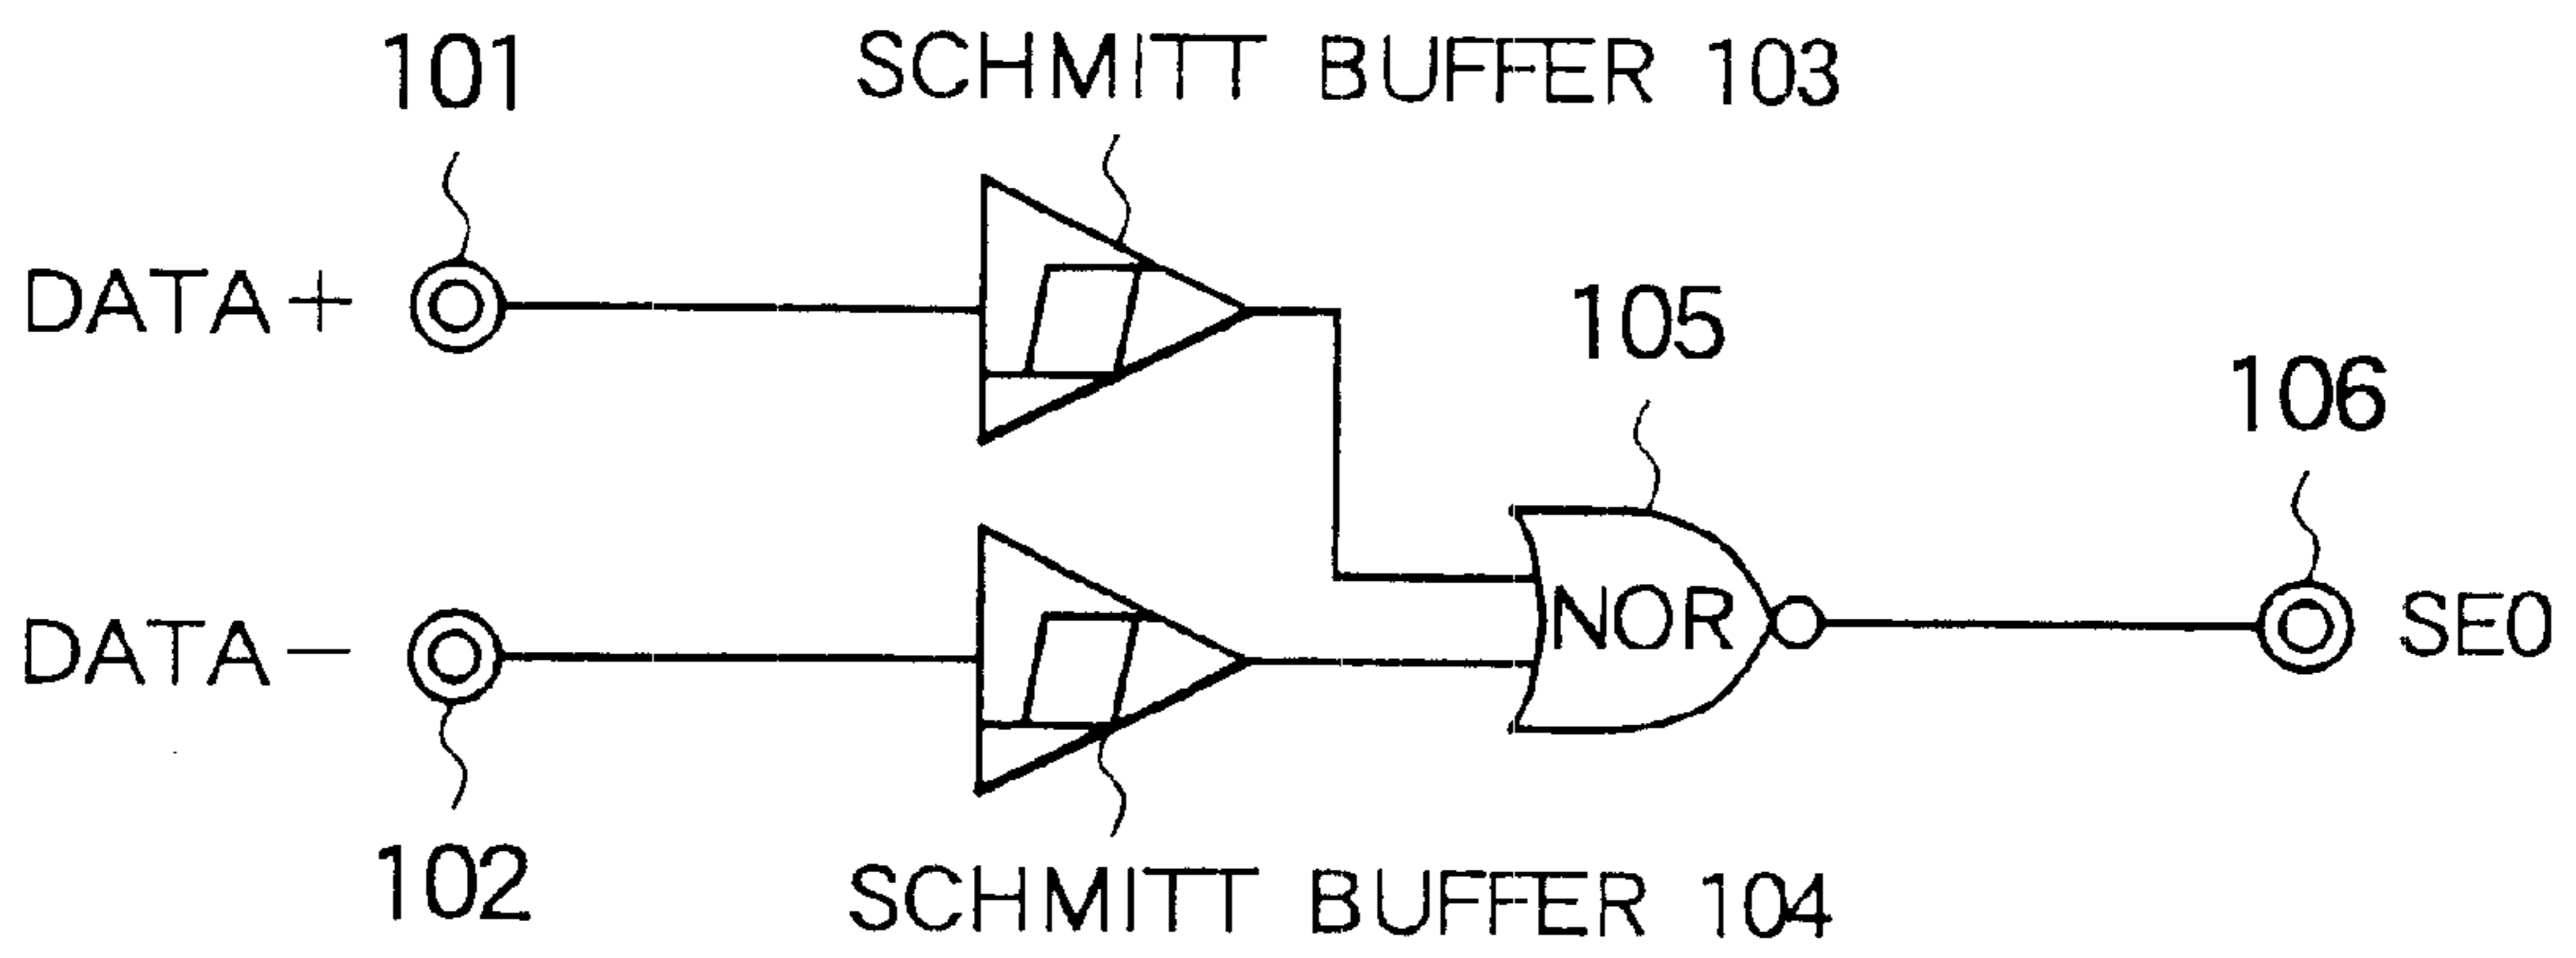 101
SCHMITT BUFFER 103
DATA+
105
106
DATA−
NOR
SE0
102
SCHMITT BUFFER 104